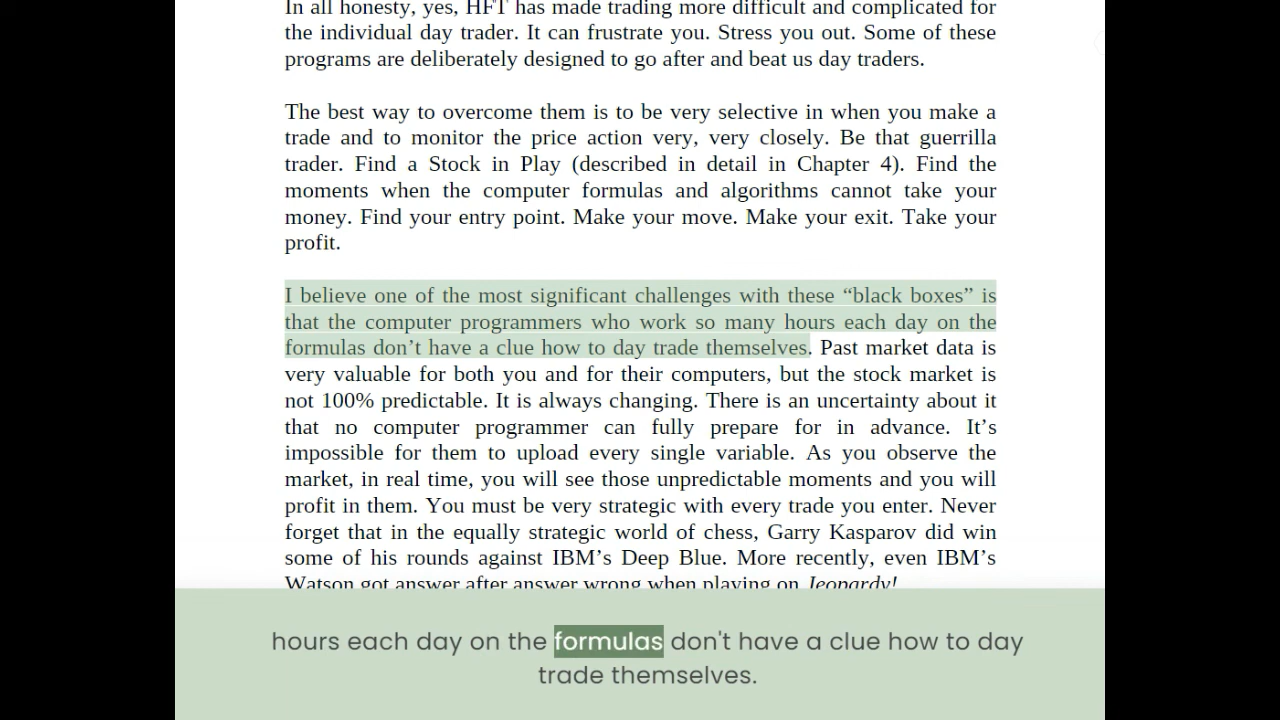 In all honesty, yes, HFT has made trading more difficult and complicated for
the individual day trader. It can frustrate you. Stress you out. Some of these
programs are deliberately designed to go after and beat us day traders.
The best way to overcome them is to be very selective in when you make a
trade and to monitor the price action very, very closely. Be that guerrilla
trader. Find a Stock in Play (described in detail in Chapter 4). Find the
moments when the computer formulas and algorithms cannot take your
money. Find your entry point. Make your move. Make your exit. Take your
profit.
I believe one of the most significant challenges with these “black boxes” is
that the computer programmers who work so many hours each day on the
formulas don’t have a clue how to day trade themselves. Past market data is
very valuable for both you and for their computers, but the stock market is
not 100% predictable. It is always changing. There is an uncertainty about it
that no computer programmer can fully prepare for in advance. It’s
impossible for them to upload every single variable. As you observe the
market, in real time, you will see those unpredictable moments and you will
profit in them. You must be very strategic with every trade you enter. Never
forget that in the equally strategic world of chess, Garry Kasparov did win
some of his rounds against IBM’s Deep Blue. More recently, even IBM’s
Watson got answer after answer wrong when playing on Jeopardy!
hours each day on the formulas don't have a clue how to day
trade themselves.